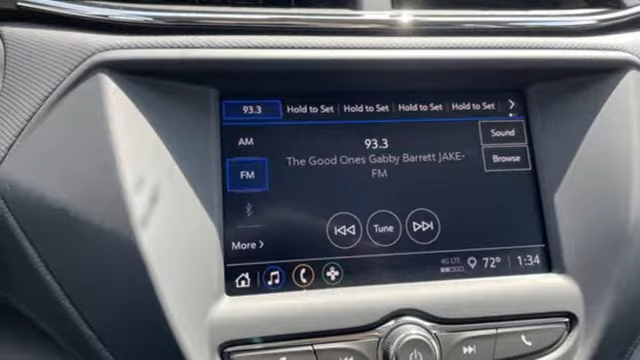 93.3 Hold to Set Hold to Set Hold to Set Hold to Set
AM
FM
More
93.3
The Good Ones Gabby Barrett JAKE-
FM
Sound
Browse
Tune
4G LTE 72° 1:34